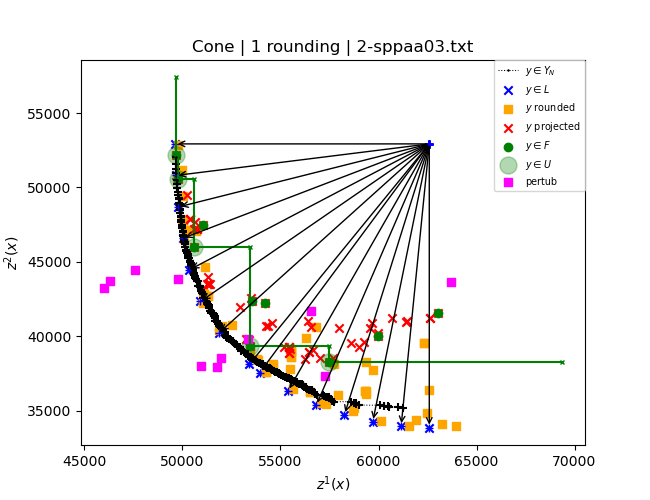 Cone | 1 rounding | 2-sppaa03.txt
y ∈ Y_N
y ∈ L
y rounded
y projected
y ∈ F
y ∈ U
pertub
z²(x)
55000
50000
45000
40000
35000
45000 50000 55000 60000 65000 70000
z¹(x)